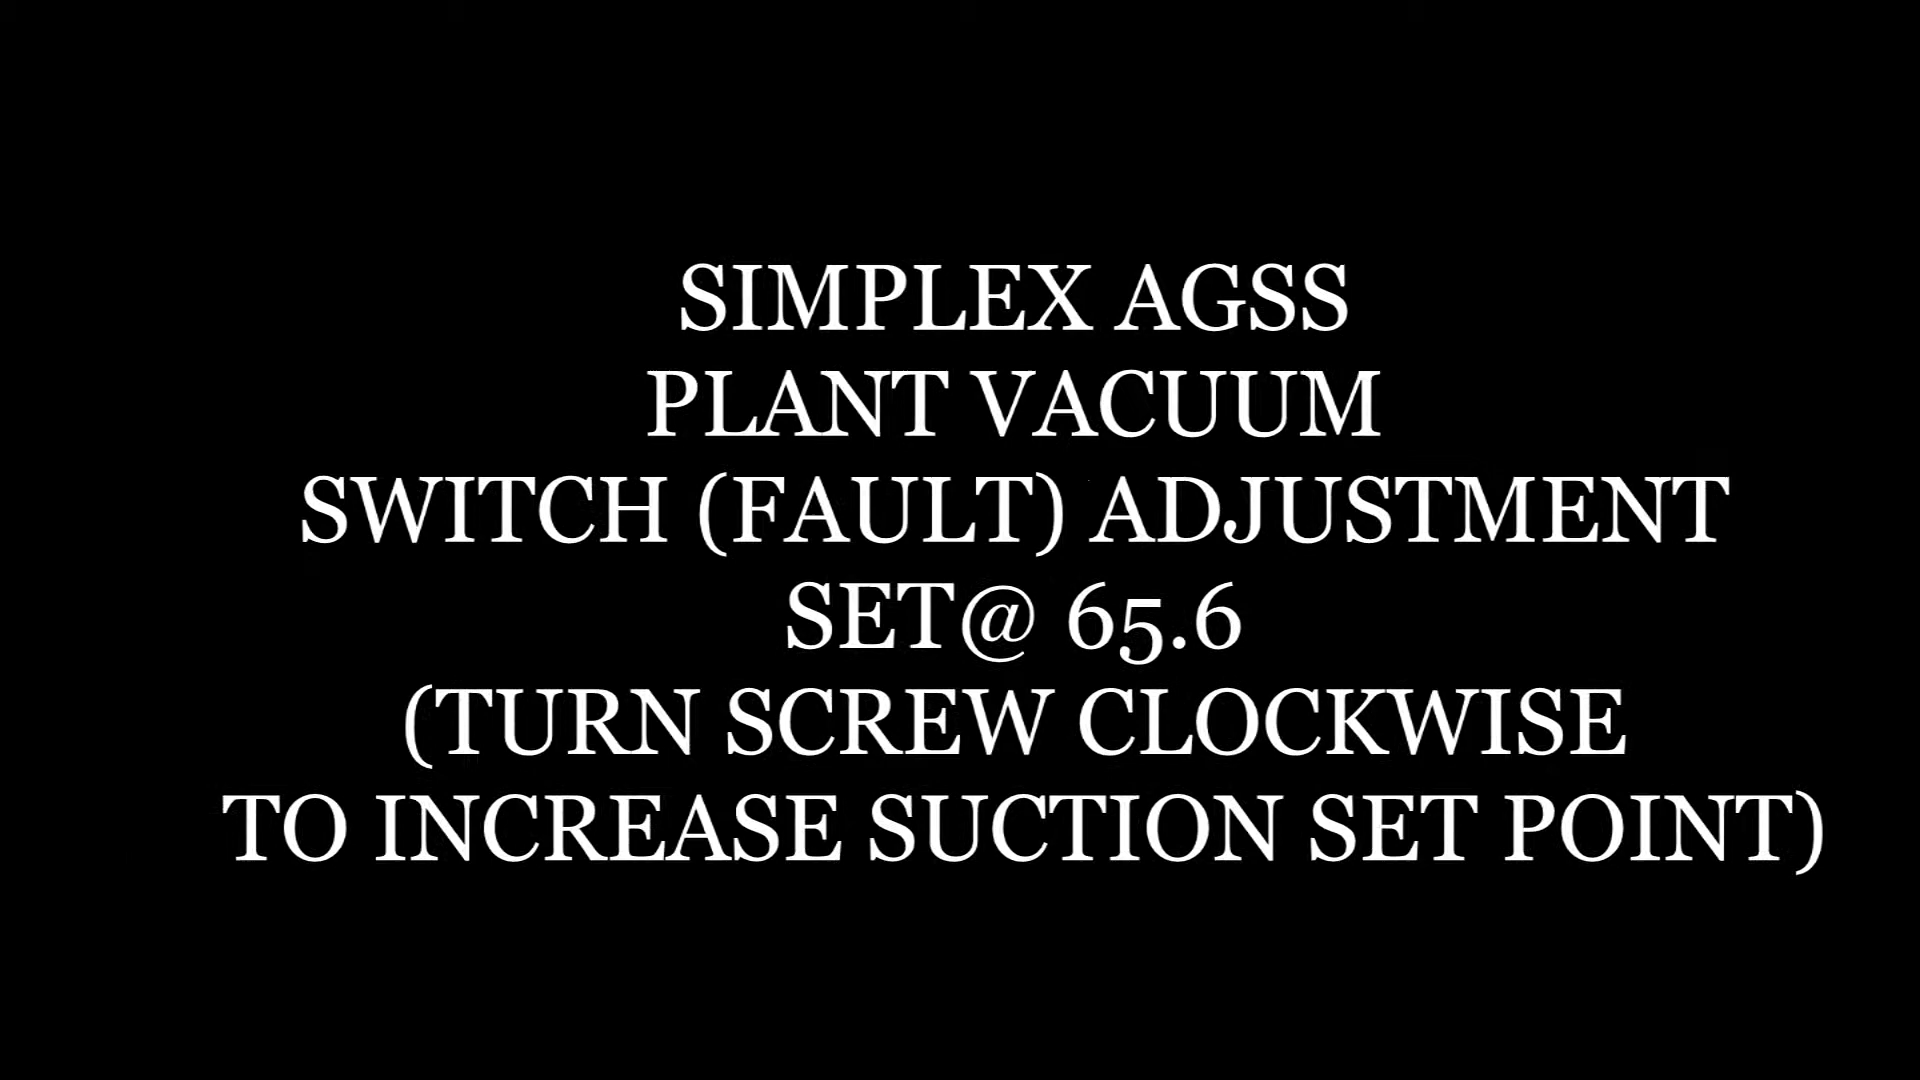 SIMPLEX AGSS
PLANT VACUUM
SWITCH (FAULT) ADJUSTMENT
SET@ 65.6
(TURN SCREW CLOCKWISE
TO INCREASE SUCTION SET POINT)